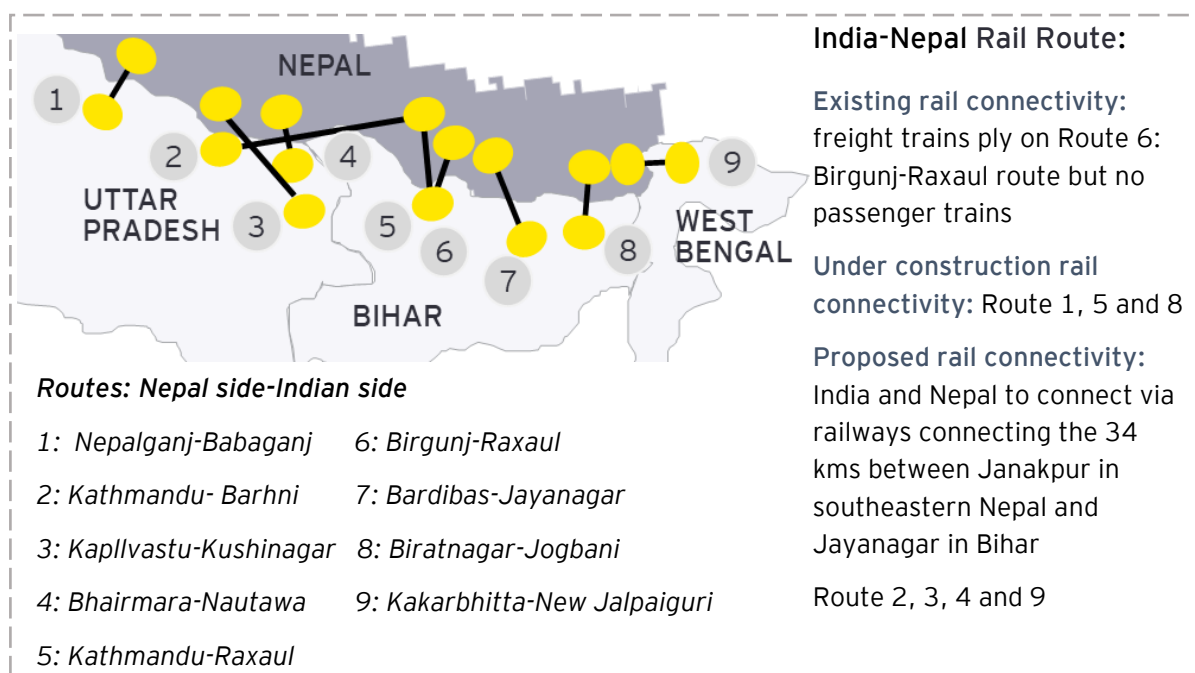 NEPAL
1
2
4
9
UTTAR
PRADESH
3
5
6
7
8
WEST
BENGAL
BIHAR
Routes: Nepal side-Indian side
1: Nepalganj-Babaganj
2: Kathmandu- Barhni
3: Kapllvastu-Kushinagar
4: Bhairmara-Nautawa
5: Kathmandu-Raxaul
6: Birgunj-Raxaul
7: Bardibas-Jayanagar
8: Biratnagar-Jogbani
9: Kakarbhitta-New Jalpaiguri
India-Nepal Rail Route:
Existing rail connectivity:
freight trains ply on Route 6:
Birgunj-Raxaul route but no
passenger trains
Under construction rail
connectivity: Route 1, 5 and 8
Proposed rail connectivity:
India and Nepal to connect via
railways connecting the 34
kms between Janakpur in
southeastern Nepal and
Jayanagar in Bihar
Route 2, 3, 4 and 9